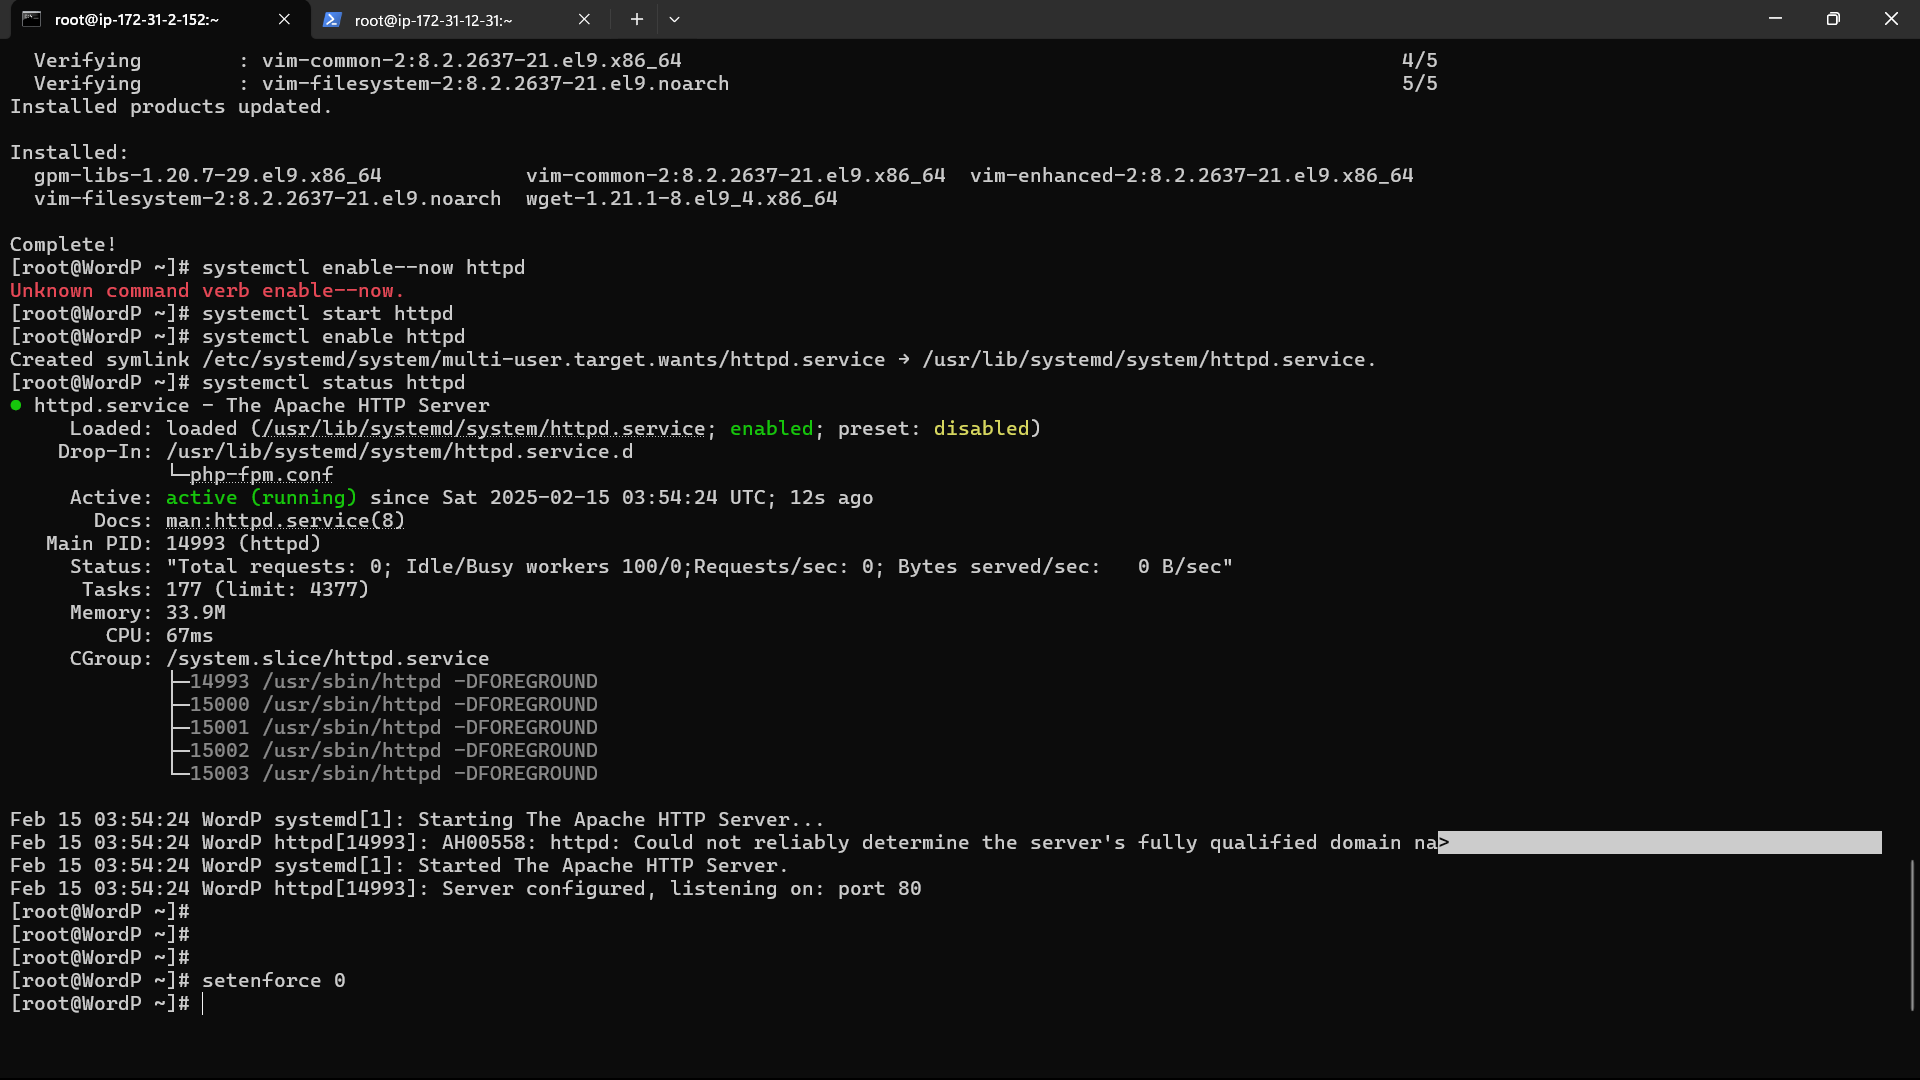 root@ip-172-31-2-152:~ root@ip-172-31-12-31:~
Verifying : vim-common-2:8.2.2637-21.el9.x86_64 4/5
Verifying : vim-filesystem-2:8.2.2637-21.el9.noarch 5/5
Installed products updated.
Installed:
gpm-libs-1.20.7-29.el9.x86_64 vim-common-2:8.2.2637-21.el9.x86_64 vim-enhanced-2:8.2.2637-21.el9.x86_64
vim-filesystem-2:8.2.2637-21.el9.noarch wget-1.21.1-8.el9_4.x86_64
Complete!
[root@WordP ~]# systemctl enable--now httpd
Unknown command verb enable--now.
[root@WordP ~]# systemctl start httpd
[root@WordP ~]# systemctl enable httpd
Created symlink /etc/systemd/system/multi-user.target.wants/httpd.service → /usr/lib/systemd/system/httpd.service.
[root@WordP ~]# systemctl status httpd
● httpd.service - The Apache HTTP Server
Loaded: loaded (/usr/lib/systemd/system/httpd.service; enabled; preset: disabled)
Drop-In: /usr/lib/systemd/system/httpd.service.d
└─php-fpm.conf
Active: active (running) since Sat 2025-02-15 03:54:24 UTC; 12s ago
Docs: man:httpd.service(8)
Main PID: 14993 (httpd)
Status: "Total requests: 0; Idle/Busy workers 100/0;Requests/sec: 0; Bytes served/sec:   0 B/sec"
Tasks: 177 (limit: 4377)
Memory: 33.9M
CPU: 67ms
CGroup: /system.slice/httpd.service
├─14993 /usr/sbin/httpd -DFOREGROUND
├─15000 /usr/sbin/httpd -DFOREGROUND
├─15001 /usr/sbin/httpd -DFOREGROUND
├─15002 /usr/sbin/httpd -DFOREGROUND
└─15003 /usr/sbin/httpd -DFOREGROUND
Feb 15 03:54:24 WordP systemd[1]: Starting The Apache HTTP Server...
Feb 15 03:54:24 WordP httpd[14993]: AH00558: httpd: Could not reliably determine the server's fully qualified domain na>
Feb 15 03:54:24 WordP systemd[1]: Started The Apache HTTP Server.
Feb 15 03:54:24 WordP httpd[14993]: Server configured, listening on: port 80
[root@WordP ~]#
[root@WordP ~]#
[root@WordP ~]#
[root@WordP ~]# setenforce 0
[root@WordP ~]#